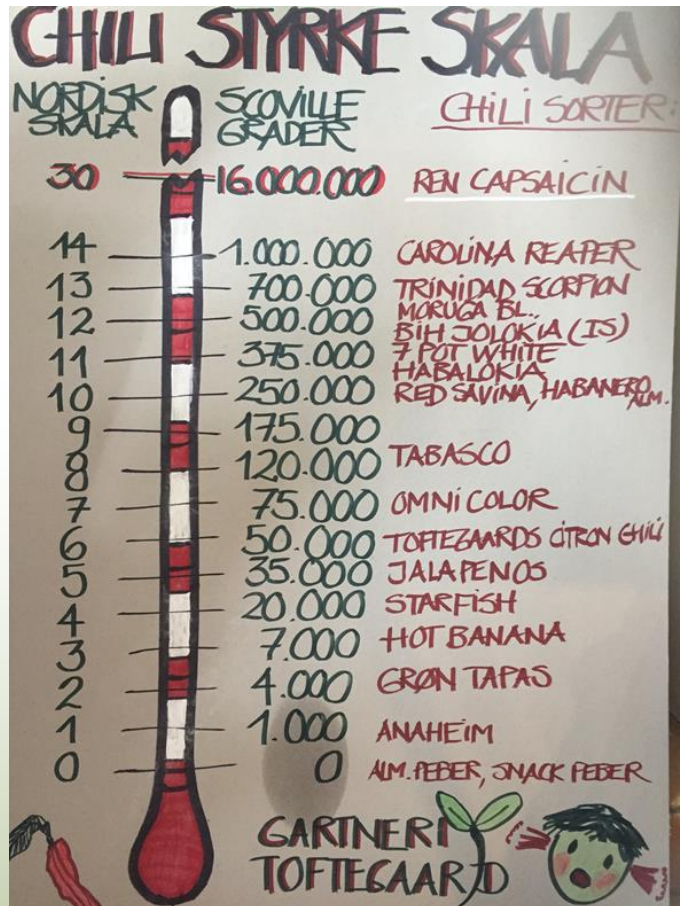 CHILI STYRKE SKALA
NORDISK SKALA
SCOVILLE GRADER
CHILI SORTER:
30 16.000.000 REN CAPSAICIN
14 1.000.000 CAROLINA REAPER
13 700.000 TRINIDAD SCORPION
MORUGA BL.
12 500.000 BIH JOLOKIA (IS)
11 375.000 7 POT WHITE
HABALOKIA
10 250.000 RED SAVINA, HABANERO ALM.
9 175.000
8 120.000 TABASCO
7 75.000 OMNICOLOR
6 50.000 TOFTEGAARDS CITRON CHILI
5 35.000 JALAPENOS
4 20.000 STARFISH
3 7.000 HOT BANANA
2 4.000 GRØN TAPAS
1 1.000 ANAHEIM
0 0 ALM. PEBER, SNACK PEBER
GARTNERI
TOFTEGAARD